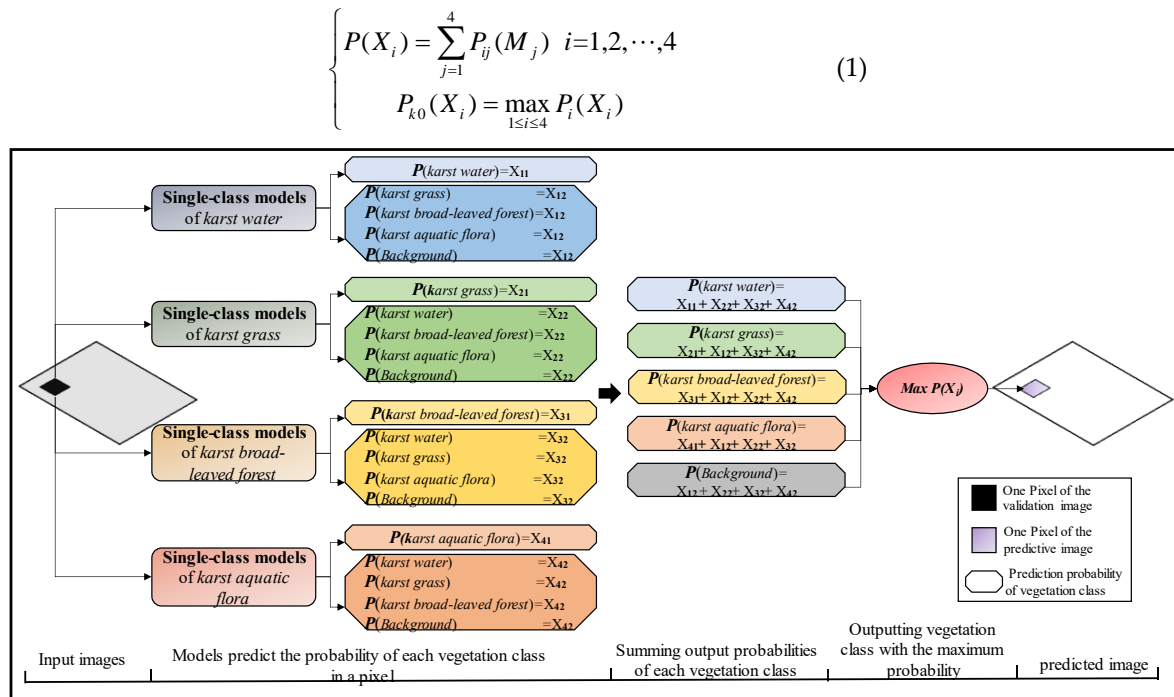 P(X_i) = \sum_{j=1}^{4} P_{ij}(M_j) i=1,2,⋯,4
(1)
P_{k0}(X_i) = \max_{1≤i≤4} P_i(X_i)
Single-class models
of karst water
P(karst water)=X11
P(karst grass) =X12
P(karst broad-leaved forest)=X12
P(karst aquatic flora) =X12
P(Background) =X12
Single-class models
of karst grass
P(karst grass)=X21
P(karst water) =X22
P(karst broad-leaved forest)=X22
P(karst aquatic flora) =X22
P(Background) =X22
Single-class models
of karst broad-
leaved forest
P(karst broad-leaved forest)=X31
P(karst water) =X32
P(karst grass) =X32
P(karst aquatic flora) =X32
P(Background) =X32
Single-class models
of karst aquatic
flora
P(karst aquatic flora)=X41
P(karst water) =X42
P(karst grass) =X42
P(karst broad-leaved forest)=X42
P(Background) =X42
P(karst water)=
X11+ X22+ X32+ X42
P(karst grass)=
X21+ X12+ X32+ X42
P(karst broad-leaved forest)=
X31+ X12+ X22+ X42
P(karst aquatic flora)=
X41+ X12+ X22+ X32
P(Background)=
X12+ X22+ X32+ X42
Max P(Xi)
One Pixel of the
validation image
One Pixel of the
predictive image
Prediction probability
of vegetation class
Input images
Models predict the probability of each vegetation class
in a pixel
Summing output probabilities
of each vegetation class
Outputting vegetation
class with the maximum
probability
predicted image